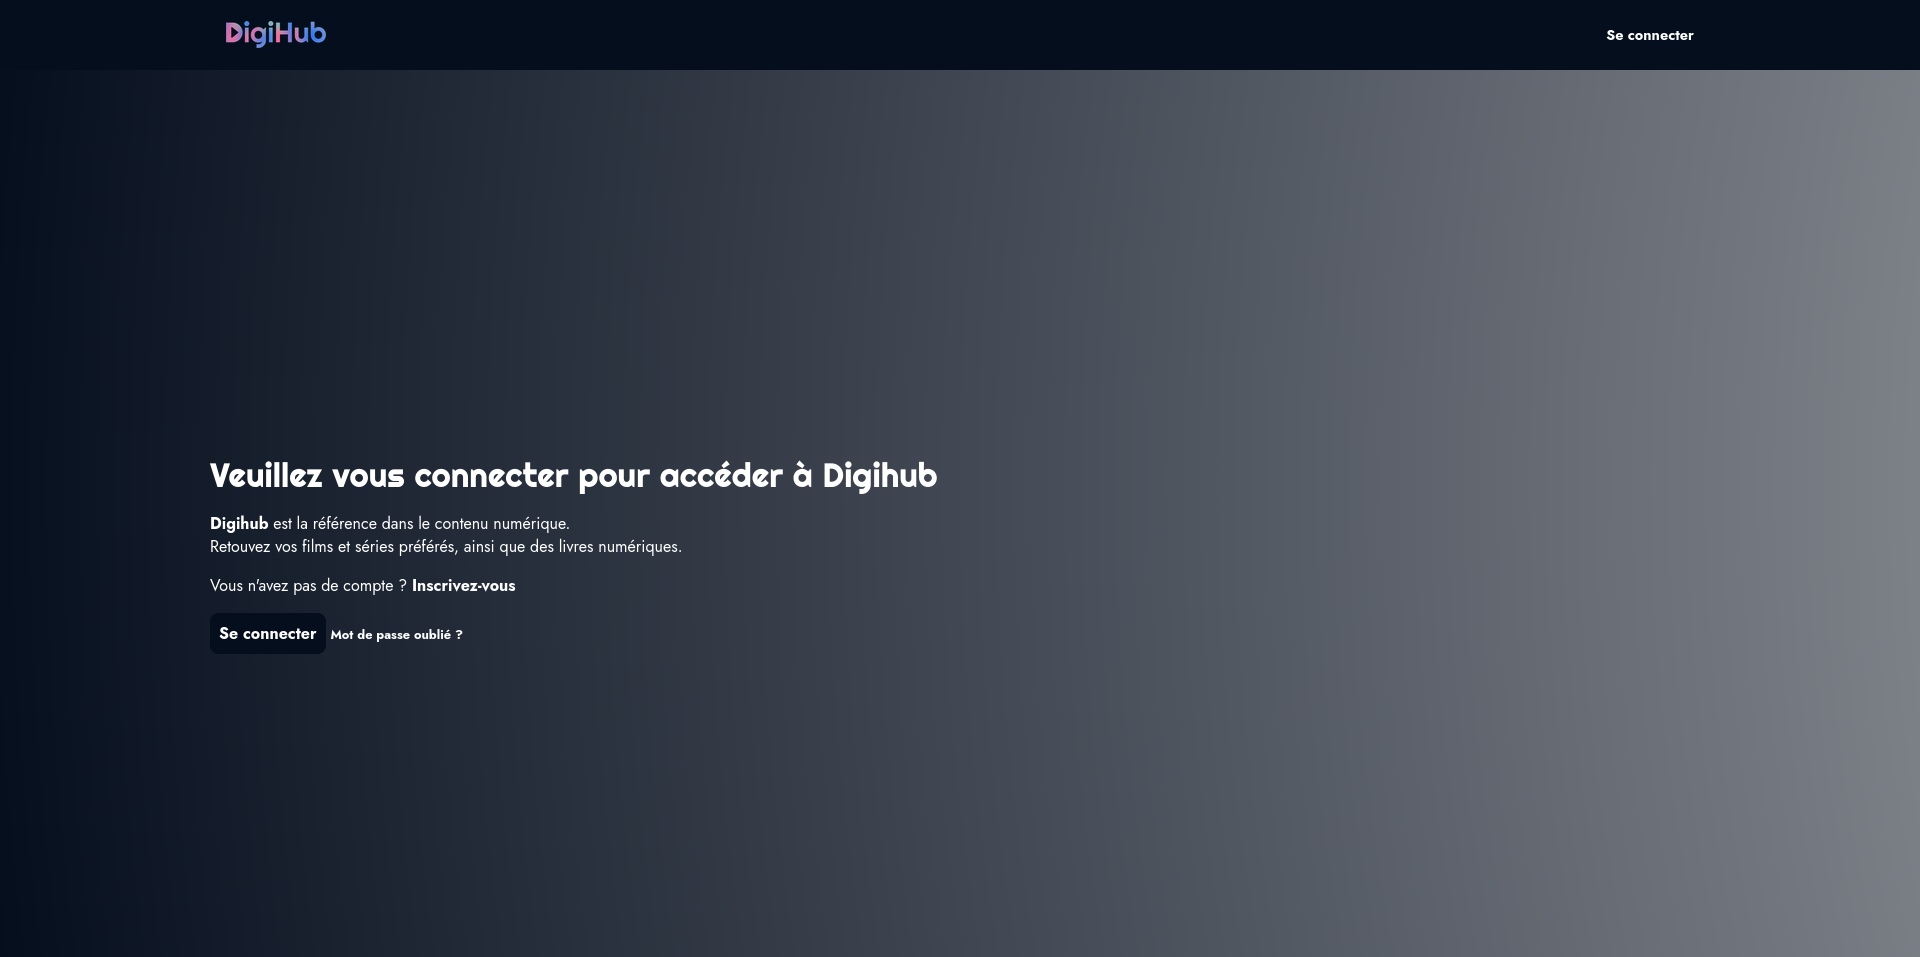 DigiHub
Se connecter
Veuillez vous connecter pour accéder à Digihub
Digihub est la référence dans le contenu numérique.
Retouvez vos films et séries préférés, ainsi que des livres numériques.
Vous n'avez pas de compte ? Inscrivez-vous
Se connecter Mot de passe oublié ?